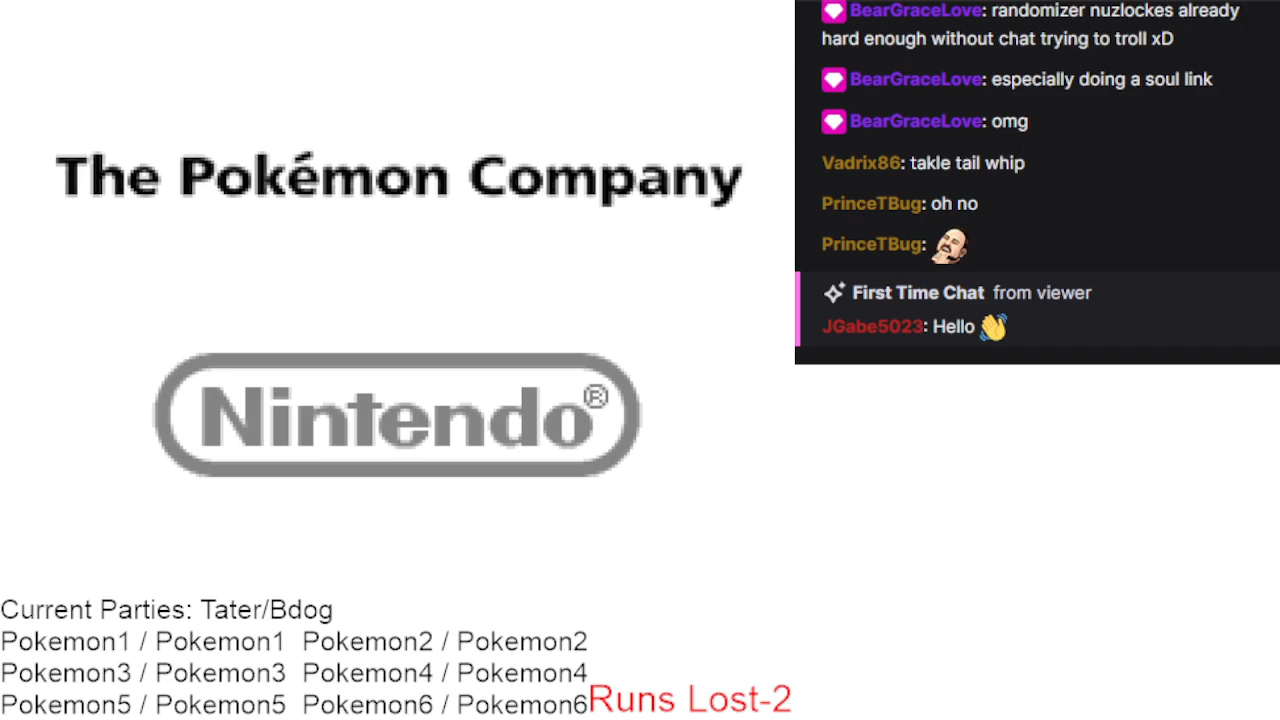 The Pokémon Company
Nintendo®
BearGraceLove: randomizer nuzlockes already
hard enough without chat trying to troll xD
BearGraceLove: especially doing a soul link
BearGraceLove: omg
Vadrix86: takle tail whip
PrinceTBug: oh no
PrinceTBug:
First Time Chat from viewer
JGabe5023: Hello 👋
Current Parties: Tater/Bdog
Pokemon1 / Pokemon1 Pokemon2 / Pokemon2
Pokemon3 / Pokemon3 Pokemon4 / Pokemon4
Pokemon5 / Pokemon5 Pokemon6 / Pokemon6
Runs Lost-2